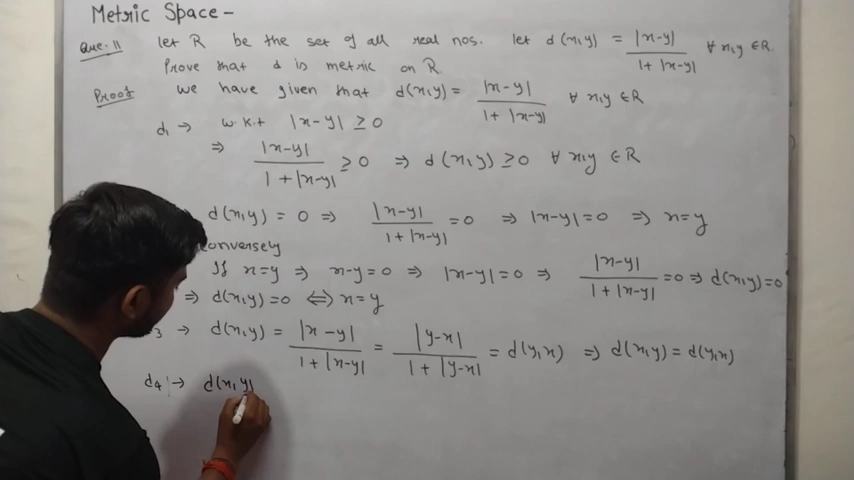 Metric Space -
Que. 11 let R be the set of all real nos. let d(x,y) = |x-y| / 1+|x-y| ∀ x,y ∈ R.
Prove that d is metric on R
Proof we have given that d(x,y) = |x-y| / 1+|x-y| ∀ x,y ∈ R
d1 → w.k.t |x-y| ≥ 0
⇒ |x-y| / 1+|x-y| ≥ 0 ⇒ d(x,y) ≥ 0 ∀ x,y ∈ R
d(x,y) = 0 ⇒ |x-y| / 1+|x-y| = 0 ⇒ |x-y| = 0 ⇒ x=y
conversely
If x=y ⇒ x-y=0 ⇒ |x-y|=0 ⇒ |x-y| / 1+|x-y| = 0 ⇒ d(x,y)=0
⇒ d(x,y)=0 ⇔ x=y
3 → d(x,y) = |x-y| / 1+|x-y| = |y-x| / 1+|y-x| = d(y,x) ⇒ d(x,y) = d(y,x)
d4 :→ d(x,y)